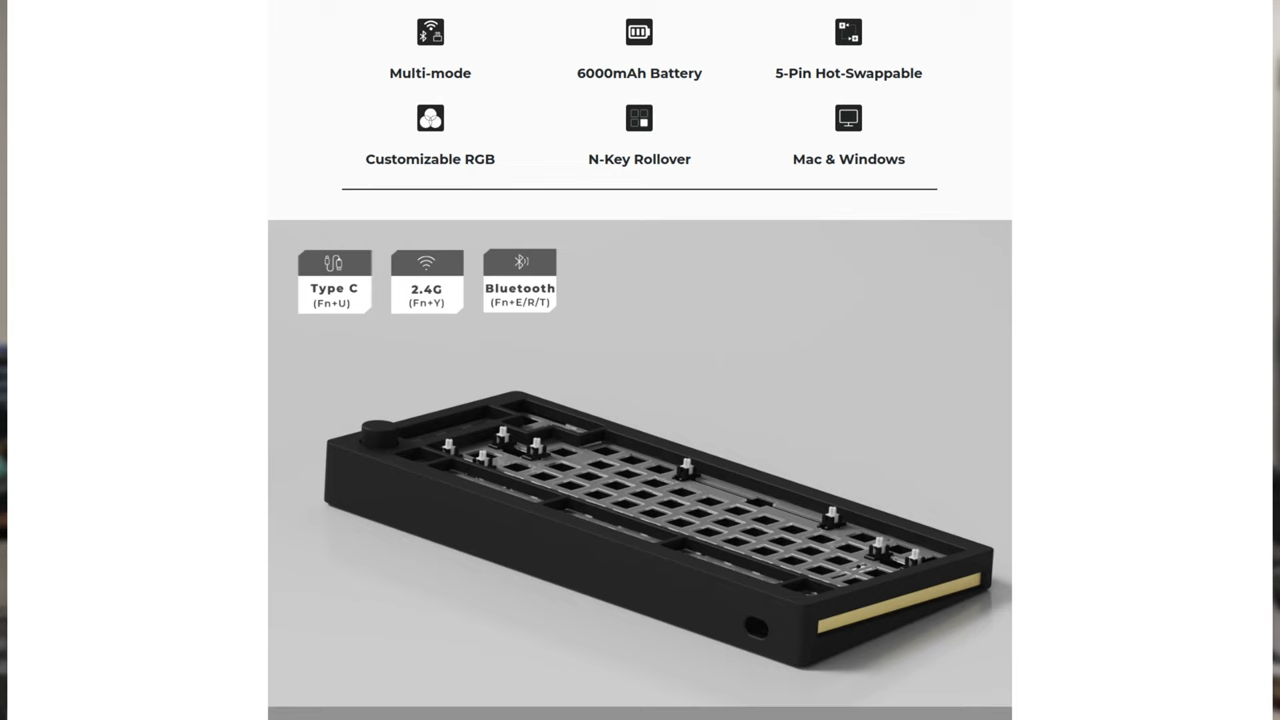 Multi-mode
6000mAh Battery
5-Pin Hot-Swappable
Customizable RGB
N-Key Rollover
Mac & Windows
Type C
(Fn+U)
2.4G
(Fn+Y)
Bluetooth
(Fn+E/R/T)